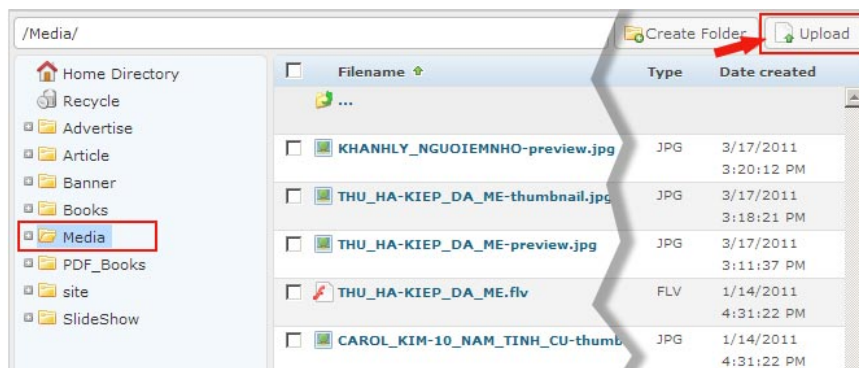 /Media/
Create Folder
Upload
Home Directory
Recycle
Advertise
Article
Banner
Books
Media
PDF_Books
site
SlideShow
Filename Type Date created
...
KHANHLY_NGUOIEMNHO-preview.jpg JPG 3/17/2011
3:20:12 PM
THU_HA-KIEP_DA_ME-thumbnail.jpg JPG 3/17/2011
3:18:21 PM
THU_HA-KIEP_DA_ME-preview.jpg JPG 3/17/2011
3:11:37 PM
THU_HA-KIEP_DA_ME.flv FLV 1/14/2011
4:31:22 PM
CAROL_KIM-10_NAM_TINH_CU-thumb JPG 1/14/2011
4:31:22 PM